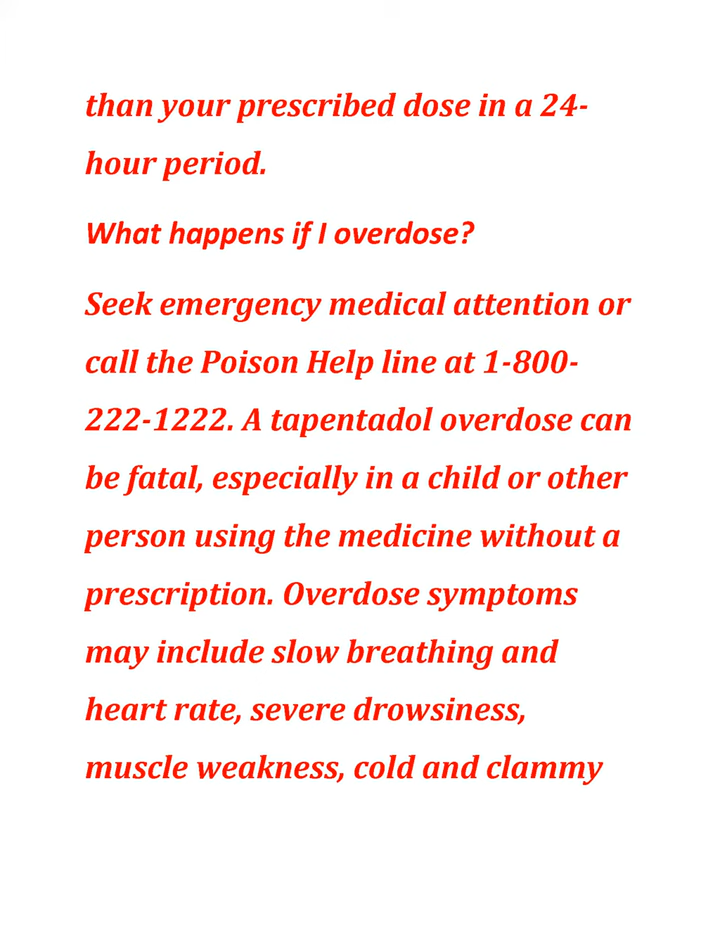 than your prescribed dose in a 24-
hour period.
What happens if I overdose?
Seek emergency medical attention or
call the Poison Help line at 1-800-
222-1222. A tapentadol overdose can
be fatal, especially in a child or other
person using the medicine without a
prescription. Overdose symptoms
may include slow breathing and
heart rate, severe drowsiness,
muscle weakness, cold and clammy